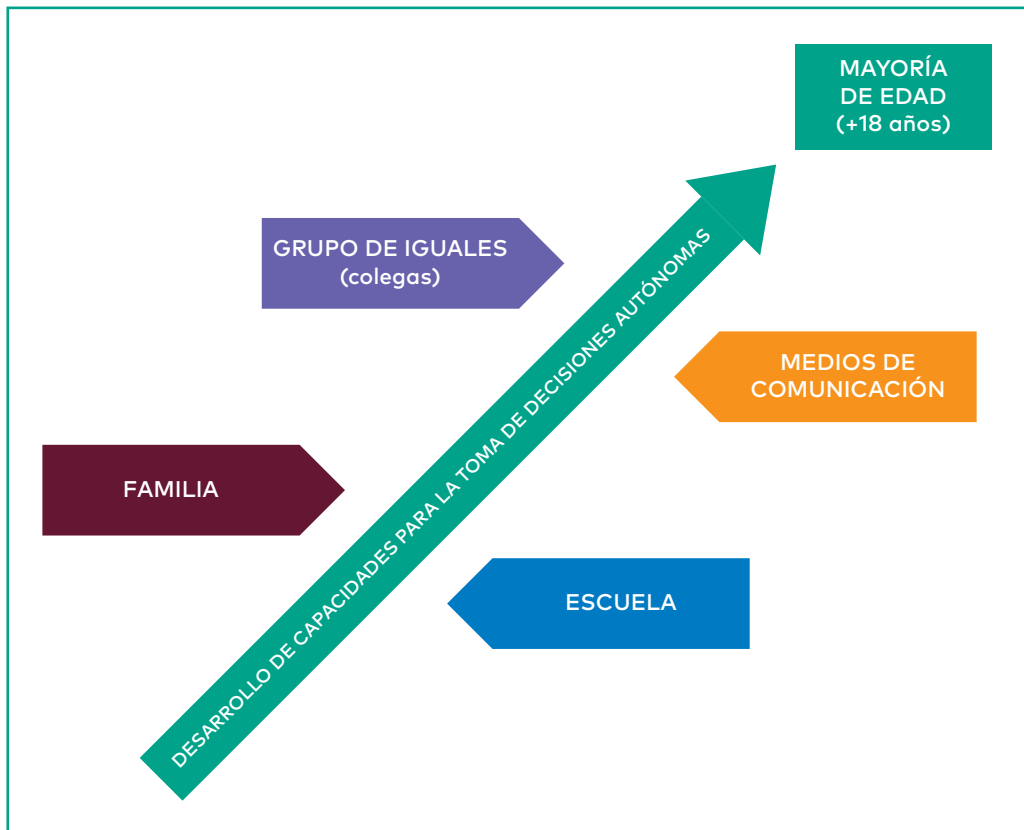 MAYORÍA
DE EDAD
(+18 años)
GRUPO DE IGUALES
(colegas)
MEDIOS DE
COMUNICACIÓN
FAMILIA
ESCUELA
DESARROLLO DE CAPACIDADES PARA LA TOMA DE DECISIONES AUTÓNOMAS